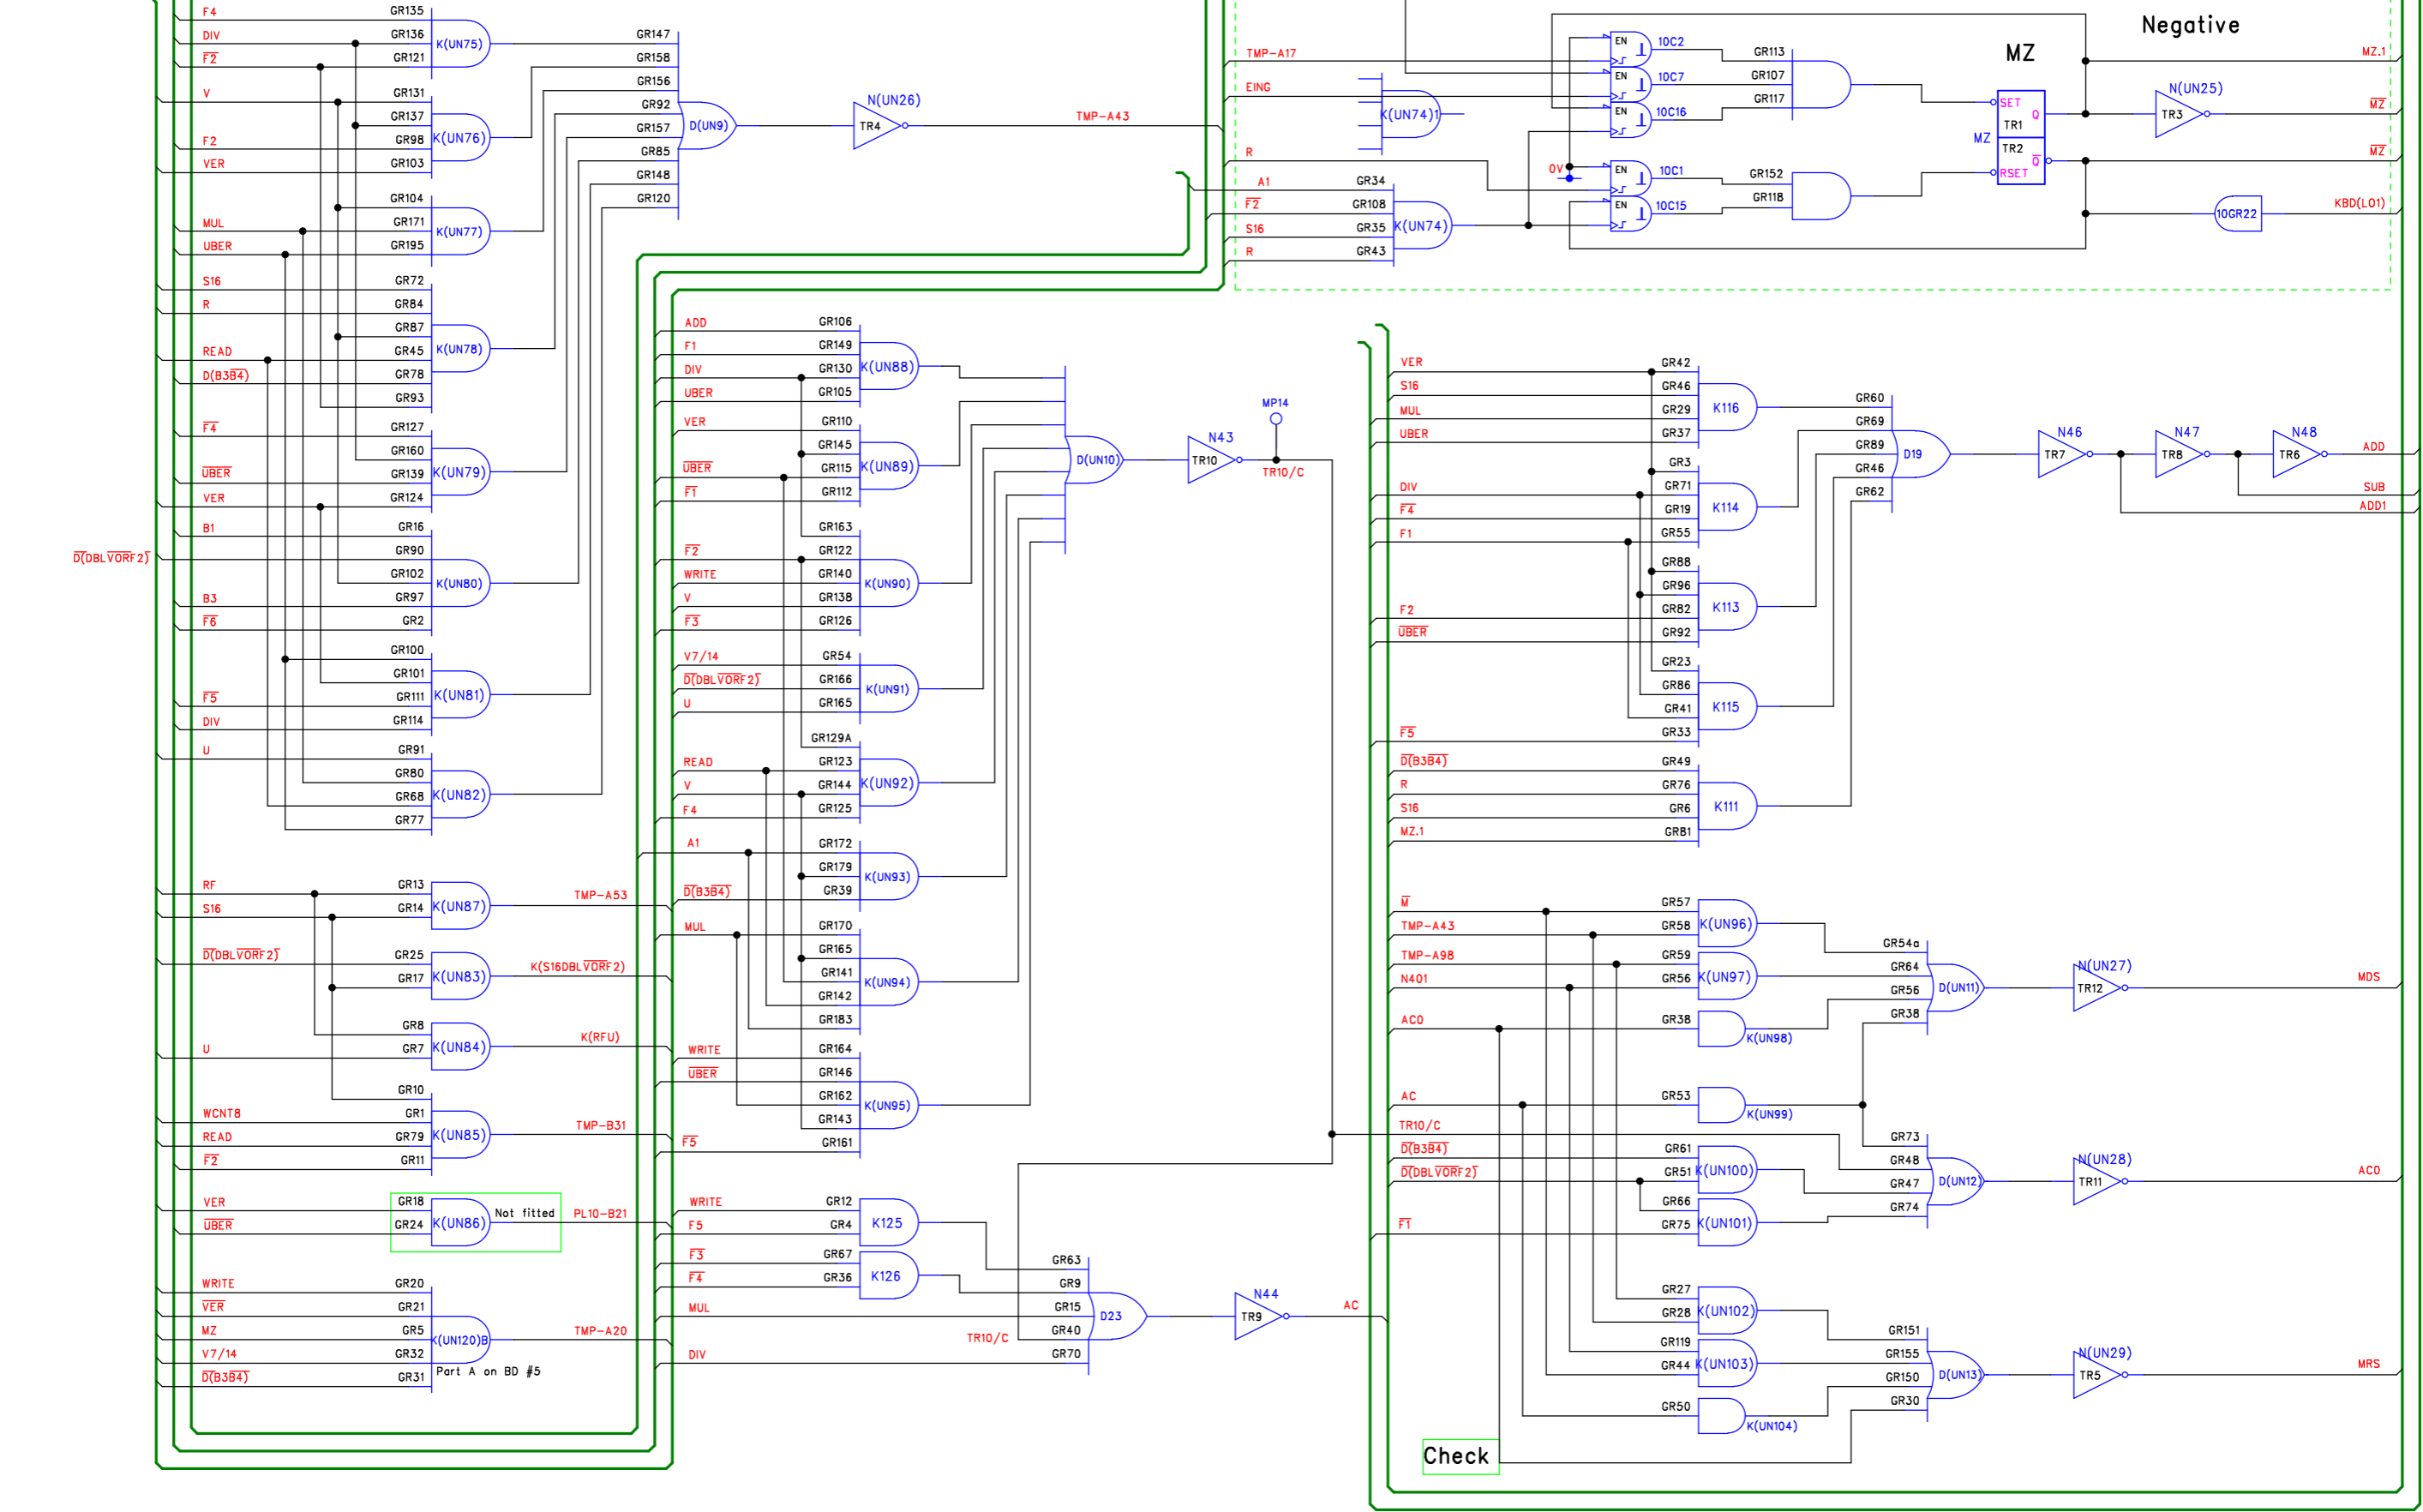 F4 GR135
DIV GR136 K(UN75)
F2 GR121
V GR131
GR137 K(UN76)
F2 GR98
VER GR103
GR104
MUL GR171 K(UN77)
UBER GR195
S16 GR72
R GR84
GR87 K(UN78)
READ GR45
D(B3B4) GR78
GR93
F4 GR127
GR160 K(UN79)
UBER GR139
VER GR124
B1 GR16
D(DBLVORF2) GR90
GR102 K(UN80)
B3 GR97
F6 GR2
GR100
GR101 K(UN81)
F5 GR111
DIV GR114
U GR91
GR80 K(UN82)
GR68
GR77
RF GR13 K(UN87) TMP-A53
S16 GR14
D(DBLVORF2) GR25 K(UN83) K(S16DBLVORF2)
GR17
GR8 K(UN84) K(RFU)
U GR7
GR10
WCNT8 GR1 K(UN85) TMP-B31
READ GR79
F2 GR11
VER GR18 K(UN86) Not fitted PL10-B21
UBER GR24
WRITE GR20
VER GR21
MZ GR5 K(UN120)B TMP-A20
V7/14 GR32
D(B3B4) GR31
Part A on BD #5
GR147
GR158
GR156
GR92
GR157
GR85
GR148
GR120
D(UN9)
N(UN26)
TR4
TMP-A43
ADD GR106
F1 GR149 K(UN88)
DIV GR130
UBER GR105
VER GR110
GR145 K(UN89)
UBER GR115
F1 GR112
GR163
F2 GR122
WRITE GR140 K(UN90)
V GR138
F3 GR126
V7/14 GR54
D(DBLVORF2) GR166 K(UN91)
U GR165
GR129A
READ GR123 K(UN92)
V GR144
F4 GR125
A1 GR172
GR179 K(UN93)
D(B3B4) GR39
MUL GR170
GR165
GR141 K(UN94)
GR142
GR183
WRITE GR164
UBER GR146
GR162 K(UN95)
GR143
F5 GR161
D(UN10)
N43
TR10
MP14
TR10/C
WRITE GR12 K125
F5 GR4
F3 GR67 K126
F4 GR36
MUL
TR10/C
DIV
GR63
GR9
GR15 D23
GR40
GR70
N44
TR9
AC
Negative
MZ
TMP-A17 EN 10C2
EING EN 10C7
EN 10C16
K(UN74)1
R
0V
EN 10C1
EN 10C15
A1 GR34
F2 GR108
S16 GR35 K(UN74)
R GR43
GR113
GR107
GR117
GR152
GR118
SET
TR1 Q
MZ
TR2 Q
RSET
N(UN25)
TR3
MZ.1
MZ
MZ
10GR22
KBD(L01)
VER GR42
S16 GR46 K116
MUL GR29
UBER GR37
GR3
DIV GR71 K114
F4 GR19
F1 GR55
GR88
GR96 K113
F2 GR82
UBER GR92
GR23
GR86 K115
GR41
F5 GR33
D(B3B4) GR49
R GR76 K111
S16 GR6
MZ.1 GR81
GR60
GR69
GR89 D19
GR46
GR62
N46 N47 N48
TR7 TR8 TR6
ADD
SUB
ADD1
M GR57 K(UN96)
TMP-A43 GR58
TMP-A98 GR59 K(UN97)
N401 GR56
AC0 GR38 K(UN98)
AC GR53 K(UN99)
TR10/C
D(B3B4) GR61 K(UN100)
D(DBLVORF2) GR51
GR66 K(UN101)
F1 GR75
GR27 K(UN102)
GR28
GR119 K(UN103)
GR44
GR50 K(UN104)
GR54a
GR64
GR56 D(UN11)
GR38
N(UN27)
TR12
MDS
GR73
GR48
GR47 D(UN12)
GR74
N(UN28)
TR11
AC0
GR151
GR155
GR150 D(UN13)
GR30
N(UN29)
TR5
MRS
Check